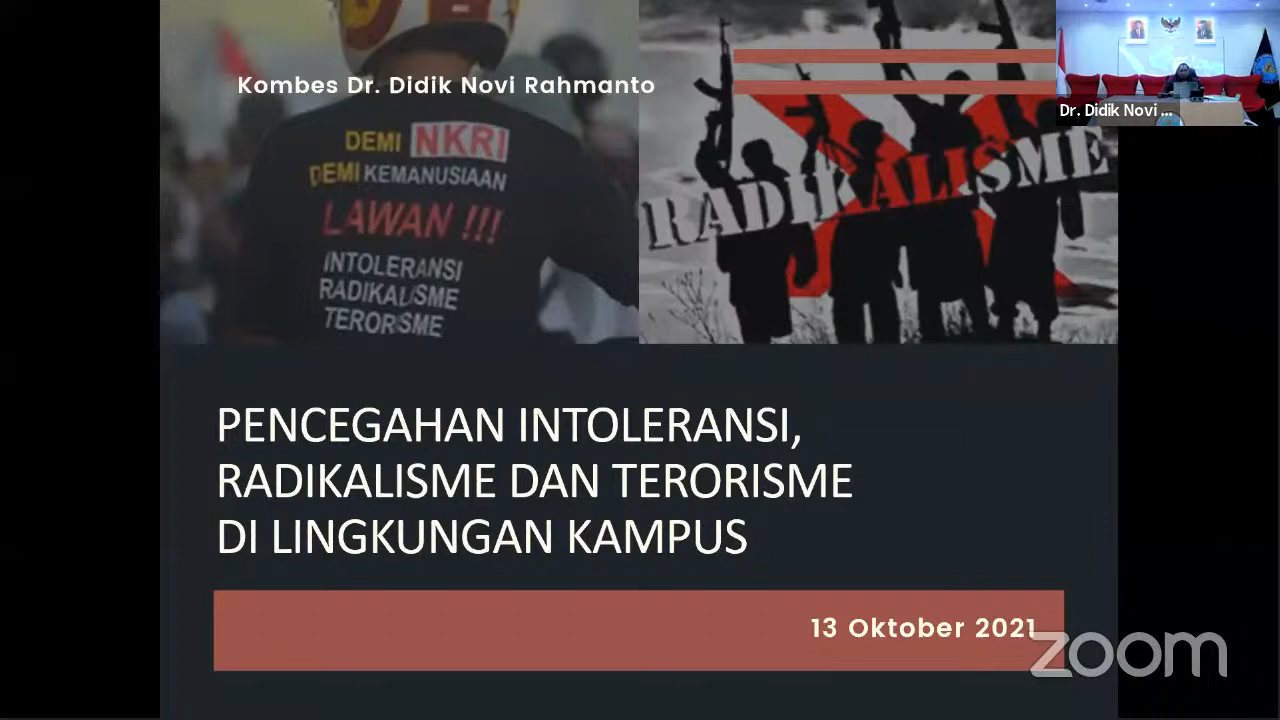 Kombes Dr. Didik Novi Rahmanto
DEMI NKRI
DEMI KEMANUSIAAN
LAWAN !!!
INTOLERANSI
RADIKALISME
TERORISME
RADIKALISME
Dr. Didik Novi ...
PENCEGAHAN INTOLERANSI,
RADIKALISME DAN TERORISME
DI LINGKUNGAN KAMPUS
13 Oktober 2021
zoom